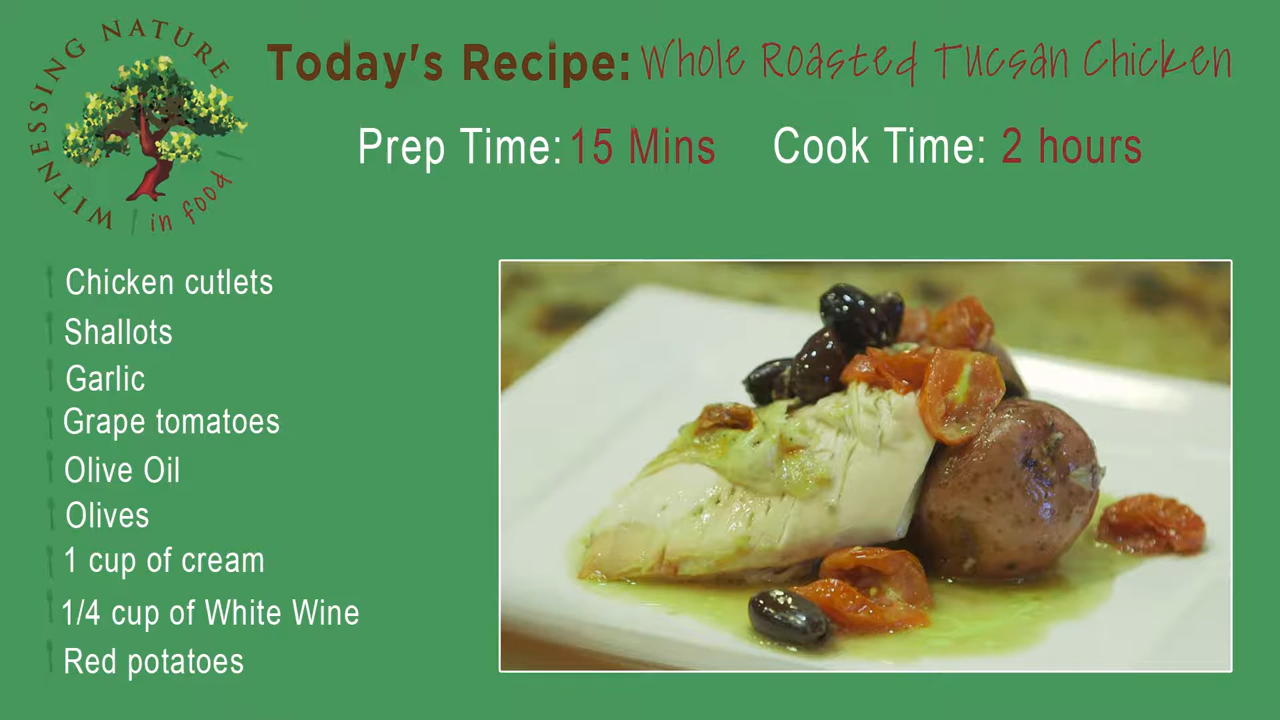 WITNESSING NATURE
in food
Today's Recipe: Whole Roasted Tucsan Chicken
Prep Time: 15 Mins Cook Time: 2 hours
Chicken cutlets
Shallots
Garlic
Grape tomatoes
Olive Oil
Olives
1 cup of cream
1/4 cup of White Wine
Red potatoes